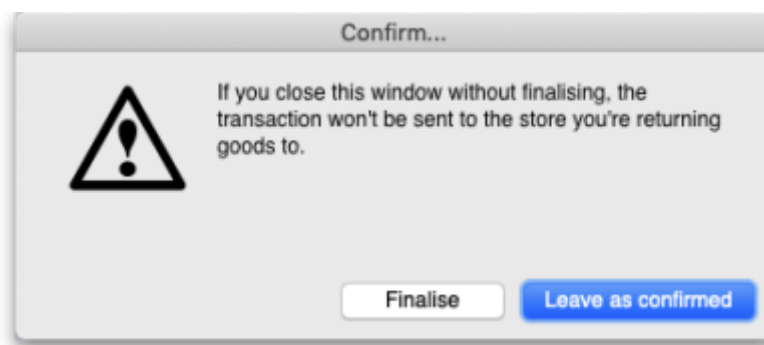 Confirm...
If you close this window without finalising, the
transaction won't be sent to the store you're returning
goods to.
Finalise
Leave as confirmed